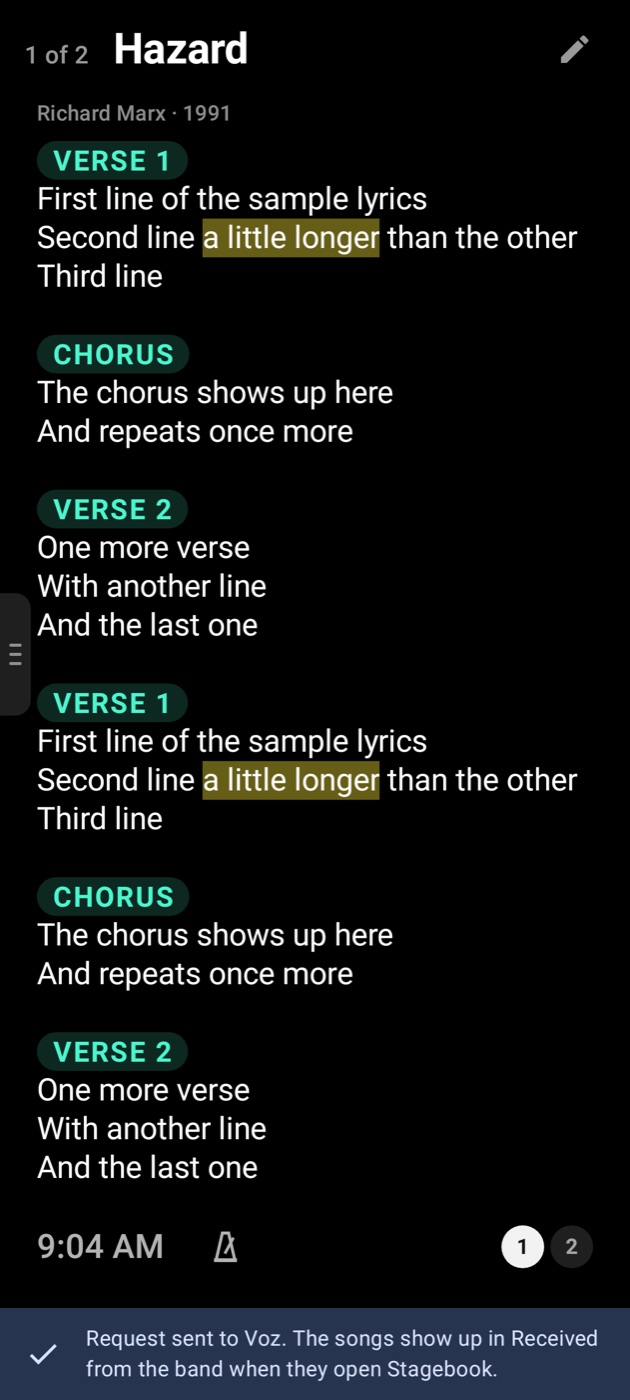 1 of 2 Hazard
Richard Marx · 1991
VERSE 1
First line of the sample lyrics
Second line a little longer than the other
Third line
CHORUS
The chorus shows up here
And repeats once more
VERSE 2
One more verse
With another line
And the last one
VERSE 1
First line of the sample lyrics
Second line a little longer than the other
Third line
CHORUS
The chorus shows up here
And repeats once more
VERSE 2
One more verse
With another line
And the last one
9:04 AM 1 2
Request sent to Voz. The songs show up in Received
from the band when they open Stagebook.